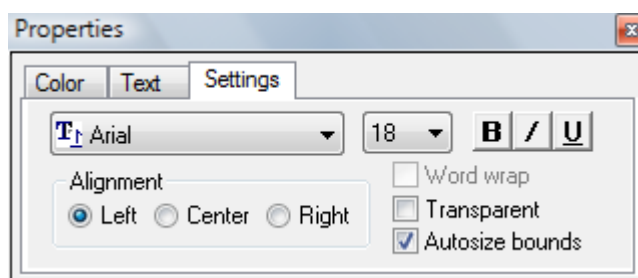 Properties
Color Text Settings
Arial 18 B I U
Alignment Word wrap
Left Center Right Transparent
Autosize bounds